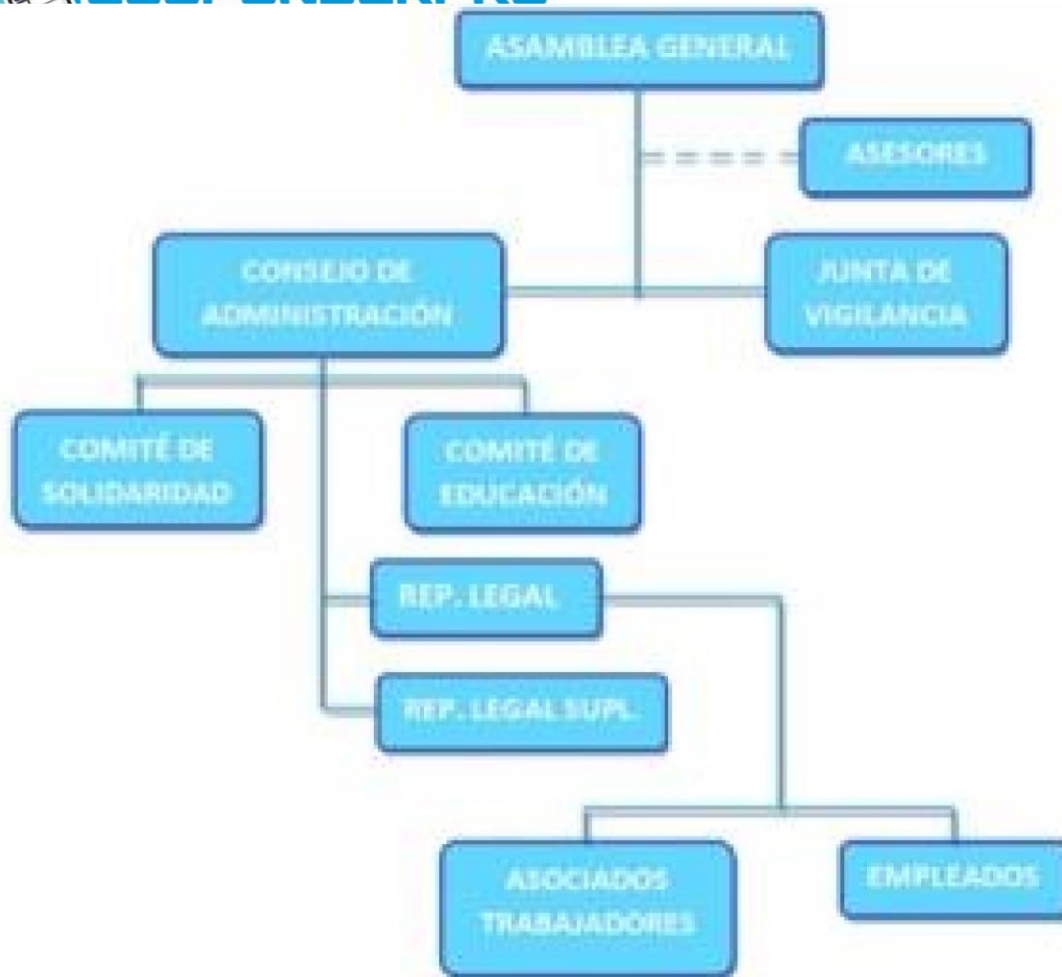 ASAMBLEA GENERAL
ASESORES
CONSEJO DE
ADMINISTRACIÓN
JUNTA DE
VIGILANCIA
COMITÉ DE
SOLIDARIDAD
COMITÉ DE
EDUCACIÓN
REP. LEGAL
REP. LEGAL SUPL.
ASOCIADOS
TRABAJADORES
EMPLEADOS